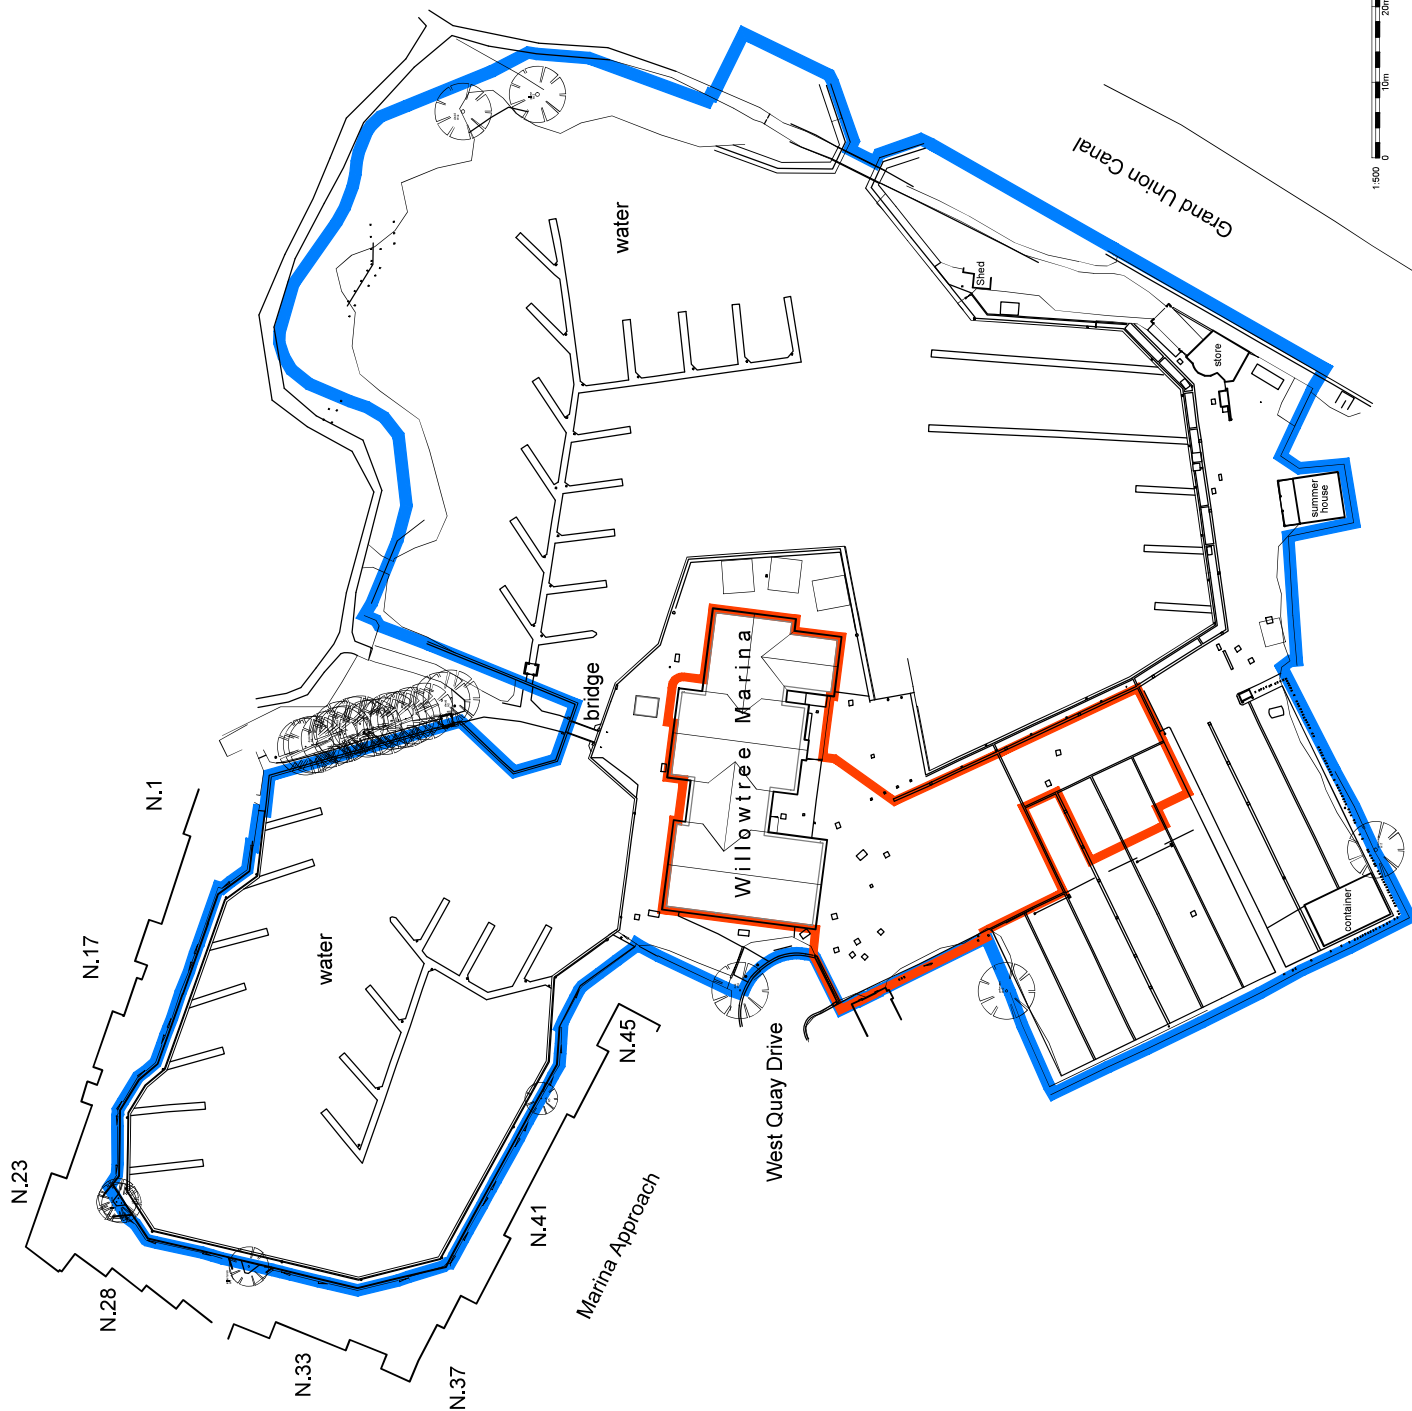 N.1
N.17
N.23
N.28
N.33
N.37
N.41
N.45
water
water
bridge
Willowtree Marina
West Quay Drive
Marina Approach
Grand Union Canal
Shed
store
summer
house
container
1:500
0
10m
20m